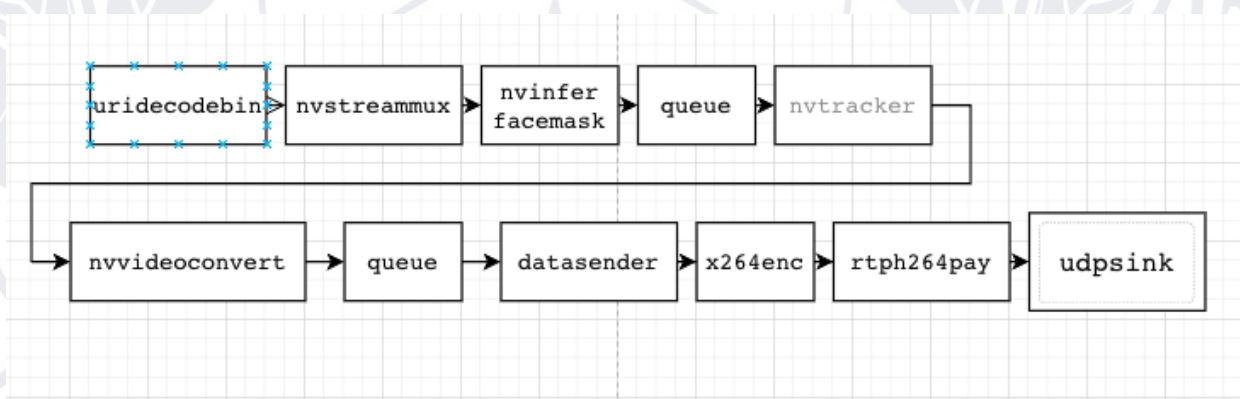 uridecodebin
nvstreammux
nvinfer
facemask
queue
nvtracker
nvvideoconvert
queue
datasender
x264enc
rtph264pay
udpsink